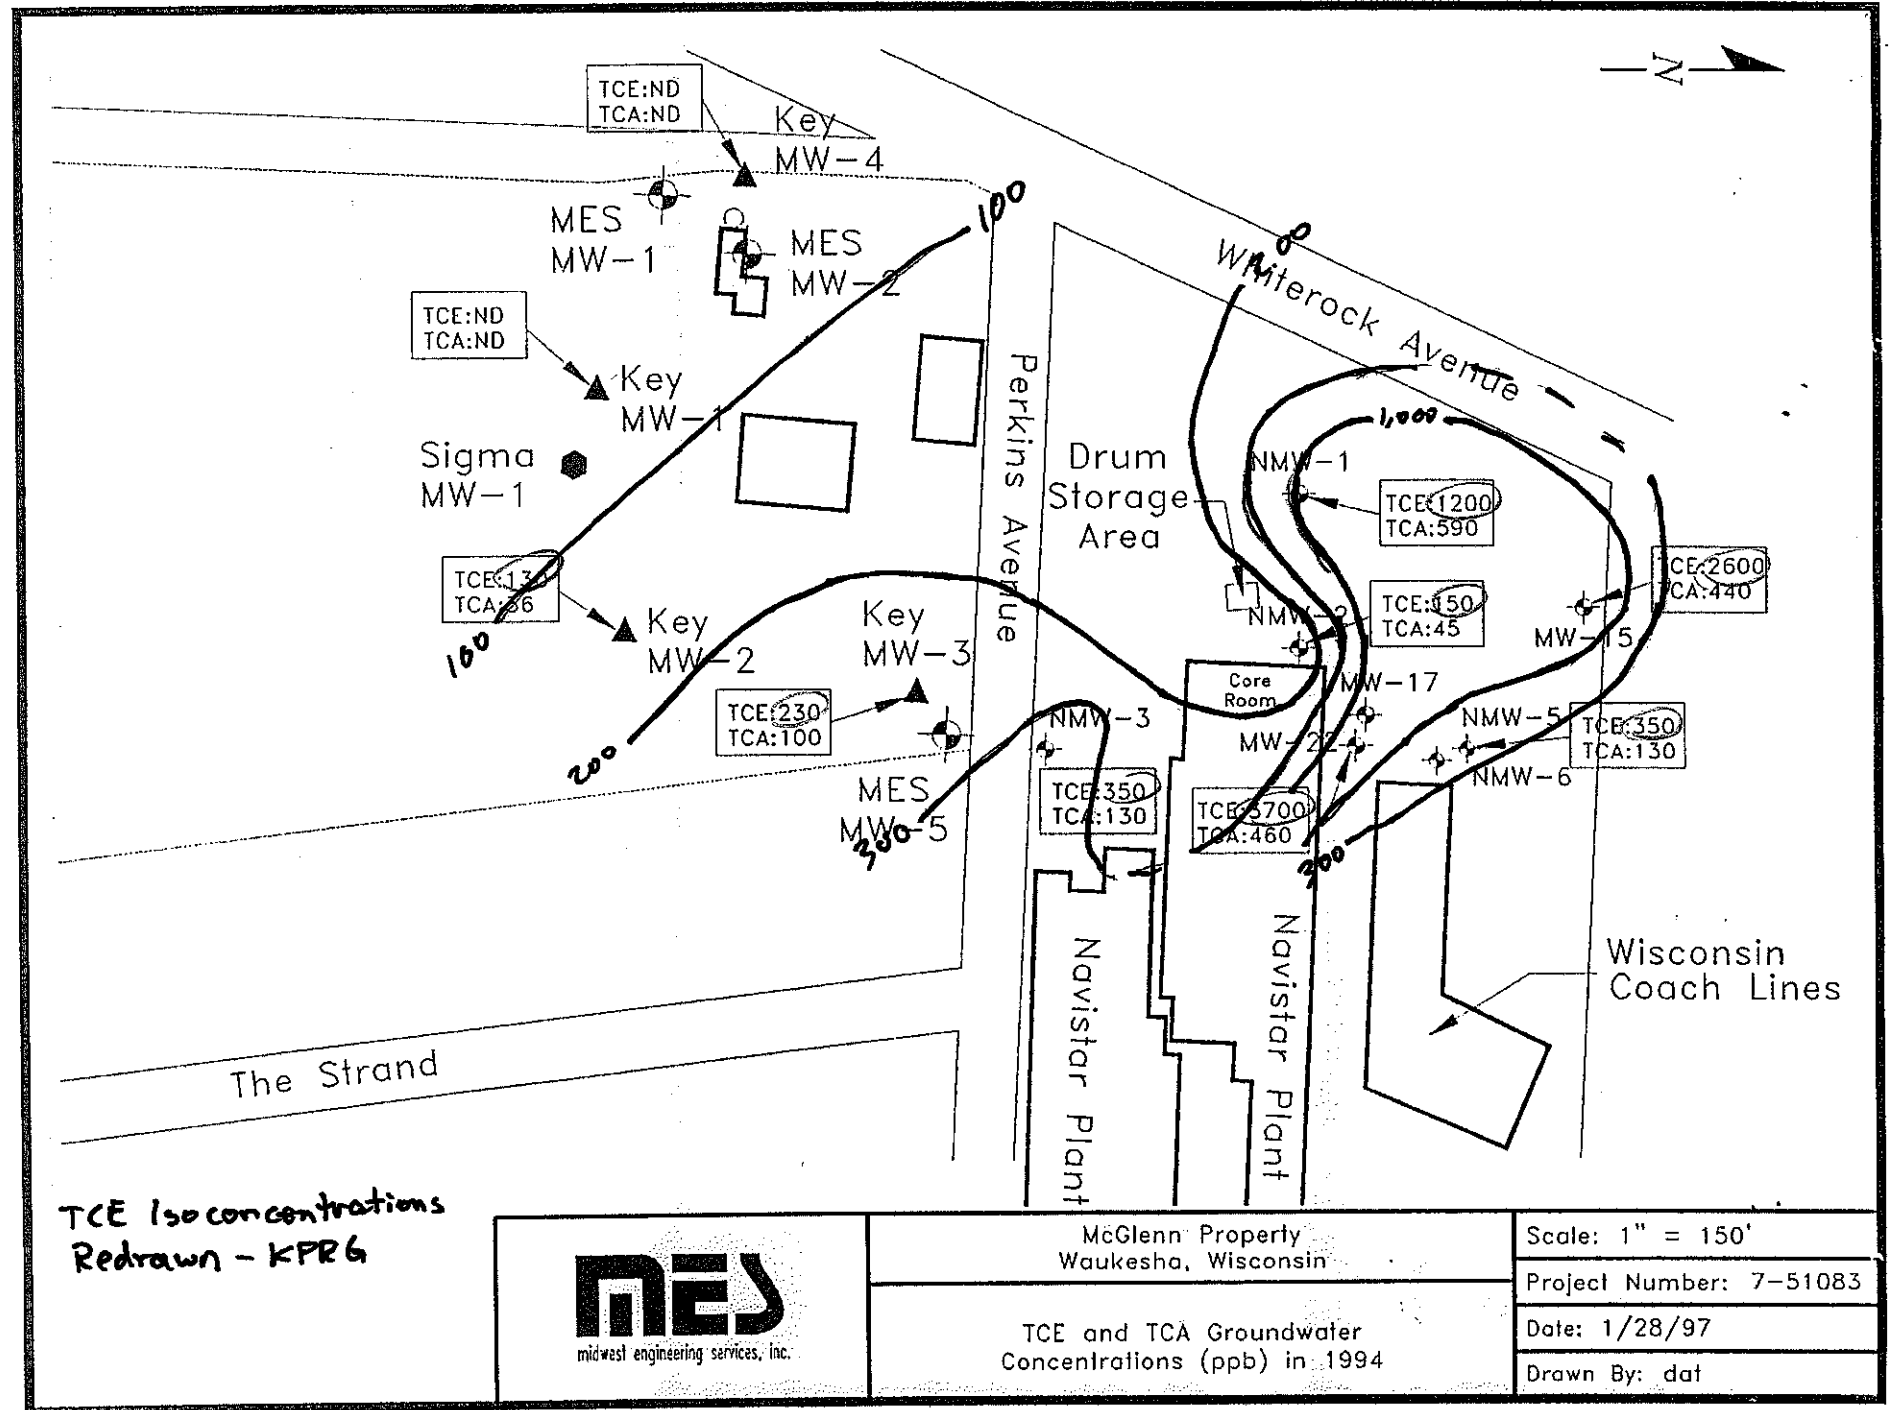 N
TCE:ND
TCA:ND
Key
MW-4
MES
MW-1
MES
MW-2
100
TCE:ND
TCA:ND
Key
MW-1
Sigma
MW-1
Whiterock Avenue
Perkins Avenue
1,000
Drum
Storage
Area
NMW-1
TCE:1200
TCA:590
TCE:130
TCA:36
100
Key
MW-2
Key
MW-3
TCE:230
TCA:100
200
MES
MW-5
300
NMW-2
TCE:150
TCA:45
TCE:2600
TCA:440
MW-15
Core
Room
MW-17
MW-22
NMW-3
TCE:350
TCA:130
NMW-5
TCE:350
TCA:130
NMW-6
TCA:460
300
Navistar Plant
Navistar Plant
Wisconsin
Coach Lines
The Strand
TCE Isoconcentrations
Redrawn - KPRG
MES
midwest engineering services, inc.
McGlenn Property
Waukesha, Wisconsin
TCE and TCA Groundwater
Concentrations (ppb) in 1994
Scale: 1" = 150'
Project Number: 7-51083
Date: 1/28/97
Drawn By: dat